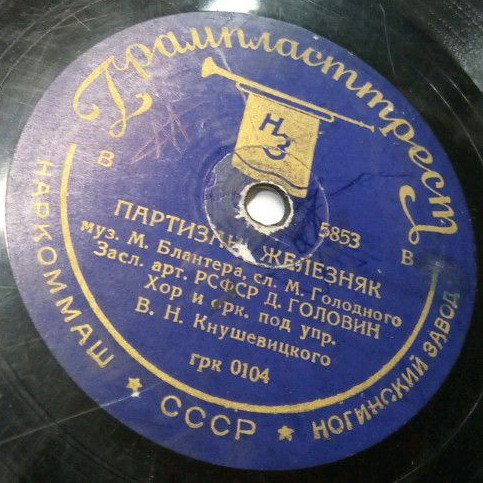 Грампласттрест
НЗ
В
В
5853
ПАРТИЗАН ЖЕЛЕЗНЯК
муз. М. Блантера, сл. М. Голодного
Засл. арт. РСФСР Д. ГОЛОВИН
Хор и орк. под упр.
В. Н. Кнушевицкого
грк 0104
НАРКОММАШ ★ СССР ★ НОГИНСКИЙ ЗАВОД